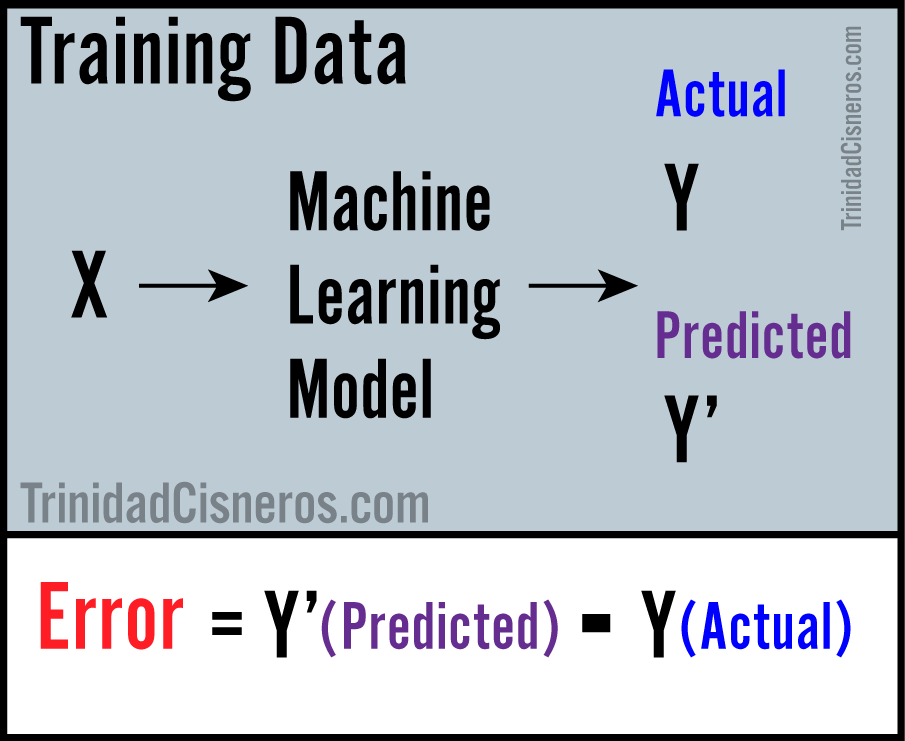 Training Data
TrinidadCisneros.com
Actual
Y
X
Machine
Learning
Model
Predicted
Y’
TrinidadCisneros.com
Error = Y’(Predicted) - Y(Actual)